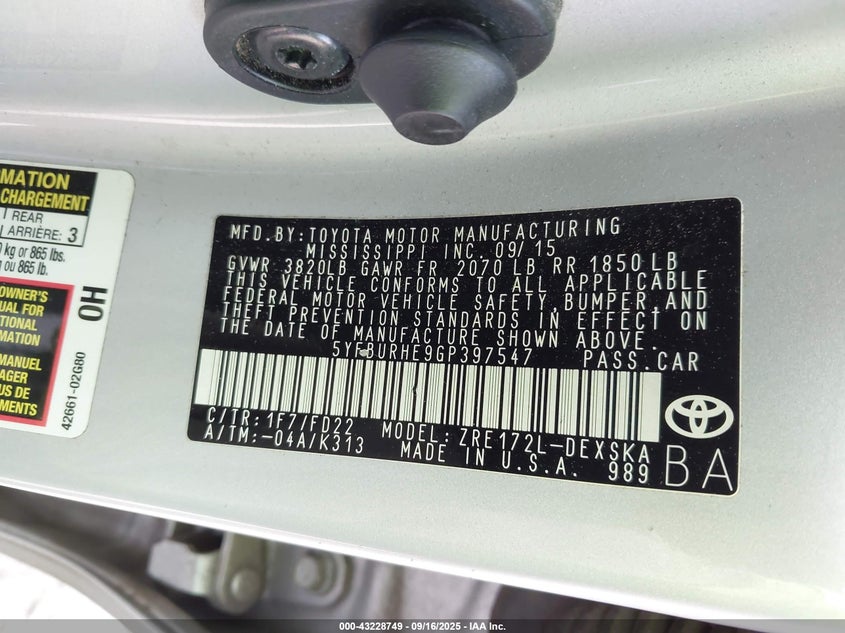 MATION
CHARGEMENT
REAR
ARRIÈRE: 3
kg or 865 lbs.
ou 865 lb.
OWNER'S
UAL FOR
TIONAL
MATION
MANUEL
AGER
US DE
MENTS
42661-02G80
OH
MFD.BY:TOYOTA MOTOR MANUFACTURING
MISSISSIPPI INC.09/15
GVWR 3820LB GAWR FR 2070 LB RR 1850 LB
THIS VEHICLE CONFORMS TO ALL APPLICABLE
FEDERAL MOTOR VEHICLE SAFETY,BUMPER,AND
THEFT PREVENTION STANDARDS IN EFFECT ON
THE DATE OF MANUFACTURE SHOWN ABOVE.
5YFBURHE9GP397547 PASS.CAR
C/TR:1F7/FD22 MODEL:ZRE172L-DEXSKA
A/TM:-04A/K313 MADE IN U.S.A. 989
BA
000-43228749 - 09/16/2025 - IAA Inc.